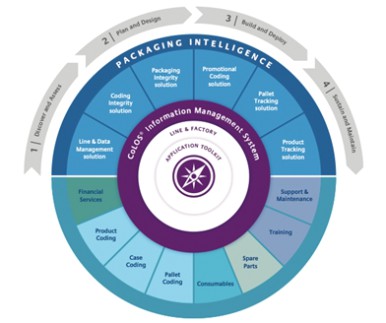 1 | Discover and Assess
2 | Plan and Design
3 | Build and Deploy
4 | Sustain and Maintain
PACKAGING INTELLIGENCE
Line & Data
Management
solution
Coding
Integrity
solution
Packaging
Integrity
solution
Promotional
Coding
solution
Pallet
Tracking
solution
Product
Tracking
solution
CoLOS® Information Management System
LINE & FACTORY
APPLICATION TOOLKIT
Financial
Services
Product
Coding
Case
Coding
Pallet
Coding
Consumables
Spare
Parts
Training
Support &
Maintenance